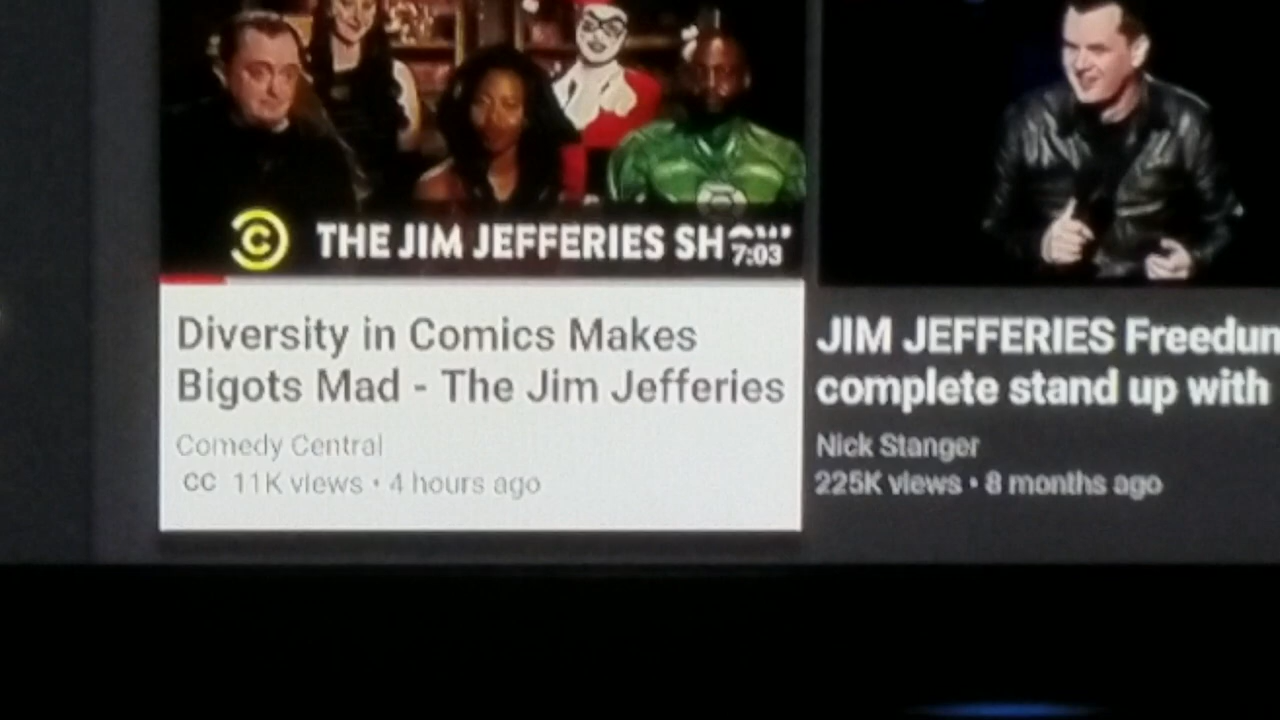 THE JIM JEFFERIES SHOW
7:03
Diversity in Comics Makes
Bigots Mad - The Jim Jefferies
Comedy Central
CC 11K views • 4 hours ago
JIM JEFFERIES Freedum
complete stand up with
Nick Stanger
225K views • 8 months ago